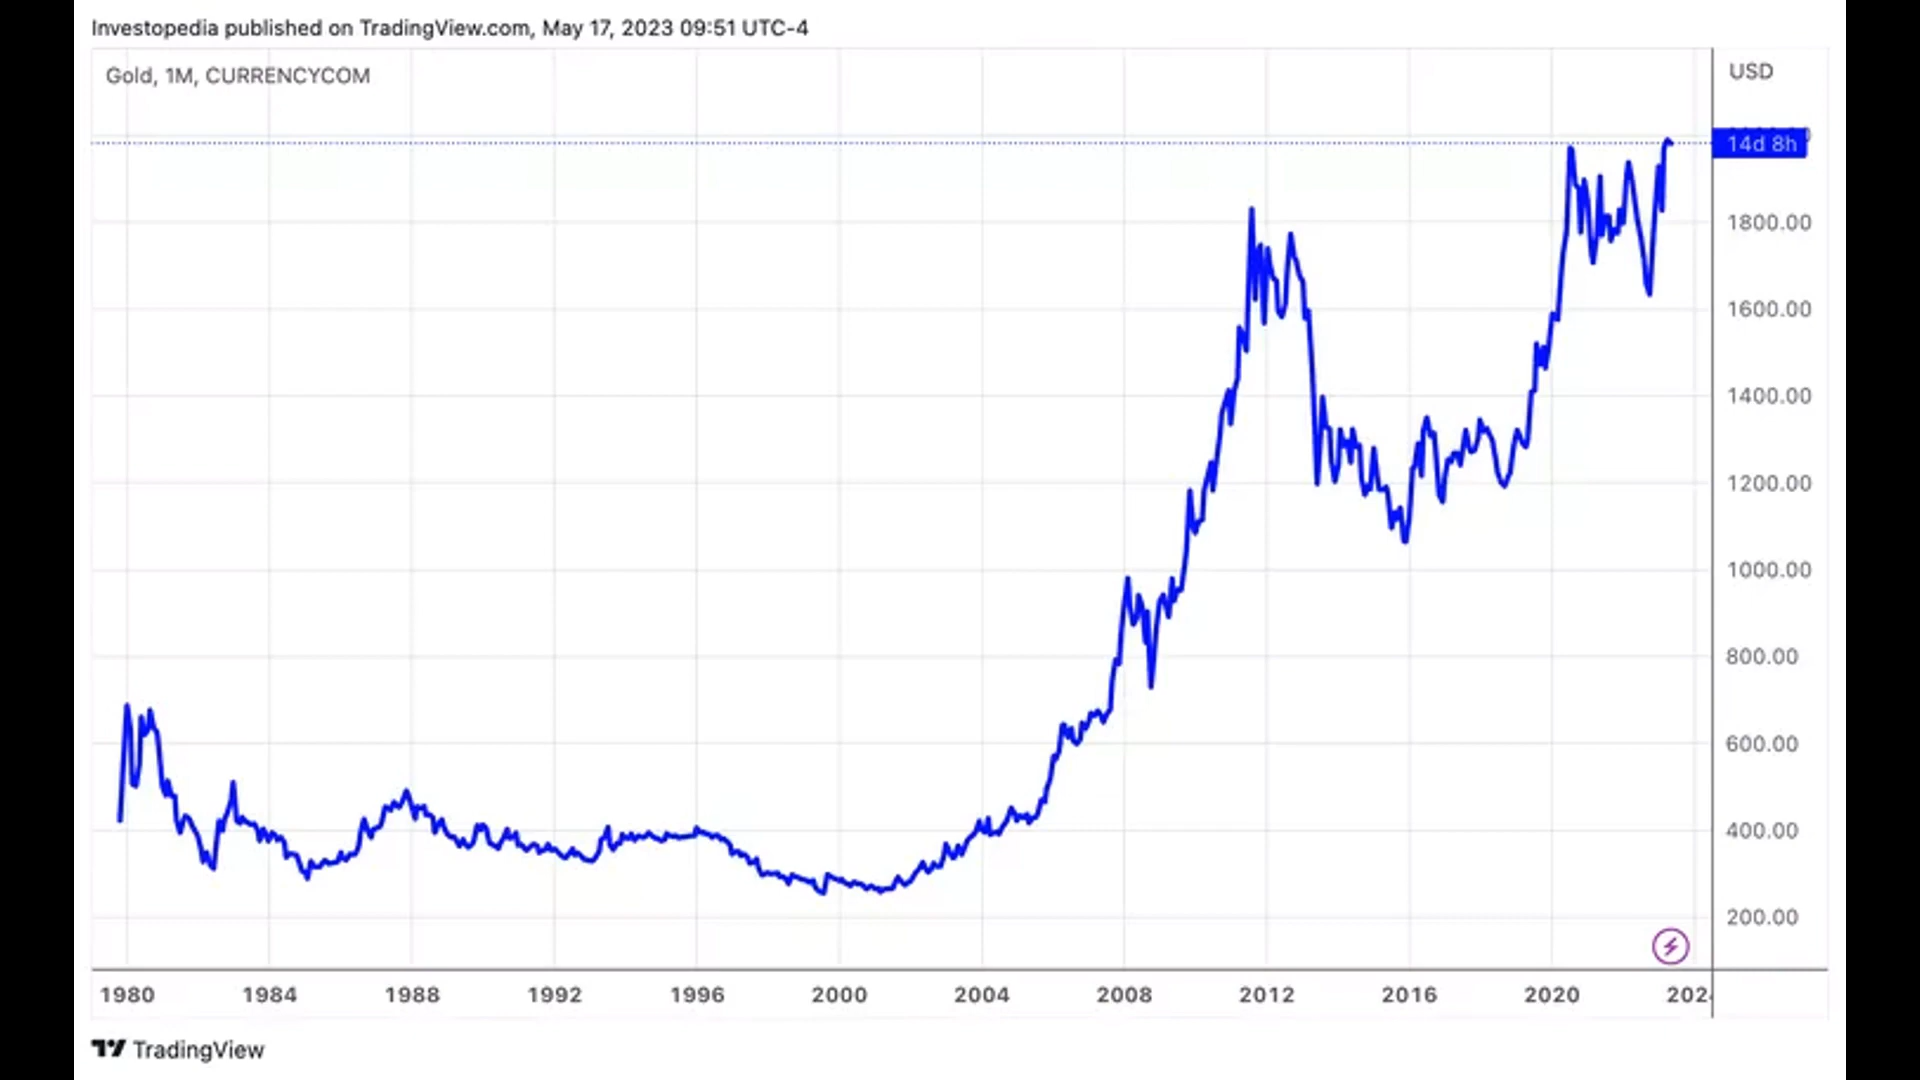 Investopedia published on TradingView.com, May 17, 2023 09:51 UTC-4
Gold, 1M, CURRENCYCOM
USD
14d 8h
1800.00
1600.00
1400.00
1200.00
1000.00
800.00
600.00
400.00
200.00
1980 1984 1988 1992 1996 2000 2004 2008 2012 2016 2020
TradingView